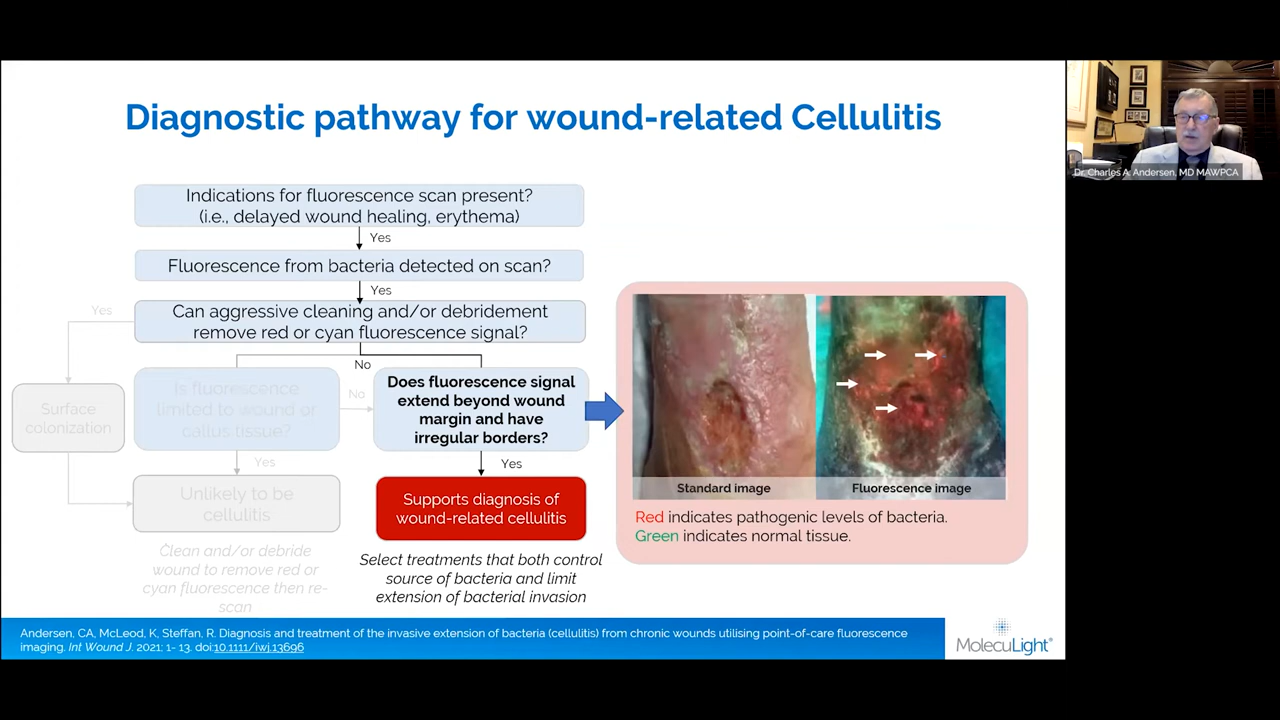 Diagnostic pathway for wound-related Cellulitis
Dr. Charles A. Andersen, MD MAWPCA
Indications for fluorescence scan present?
(i.e., delayed wound healing, erythema)
Yes
Fluorescence from bacteria detected on scan?
Yes
Yes
Can aggressive cleaning and/or debridement
remove red or cyan fluorescence signal?
No
Surface
colonization
Is fluorescence
limited to wound or
callus tissue?
No
Does fluorescence signal
extend beyond wound
margin and have
irregular borders?
Yes
Yes
Unlikely to be
cellulitis
Supports diagnosis of
wound-related cellulitis
Clean and/or debride
wound to remove red or
cyan fluorescence then re-
scan
Select treatments that both control
source of bacteria and limit
extension of bacterial invasion
Standard image
Fluorescence image
Red indicates pathogenic levels of bacteria.
Green indicates normal tissue.
Andersen, CA, McLeod, K, Steffan, R. Diagnosis and treatment of the invasive extension of bacteria (cellulitis) from chronic wounds utilising point-of-care fluorescence
imaging. Int Wound J. 2021; 1- 13. doi:10.1111/iwj.13696
MolecuLight®